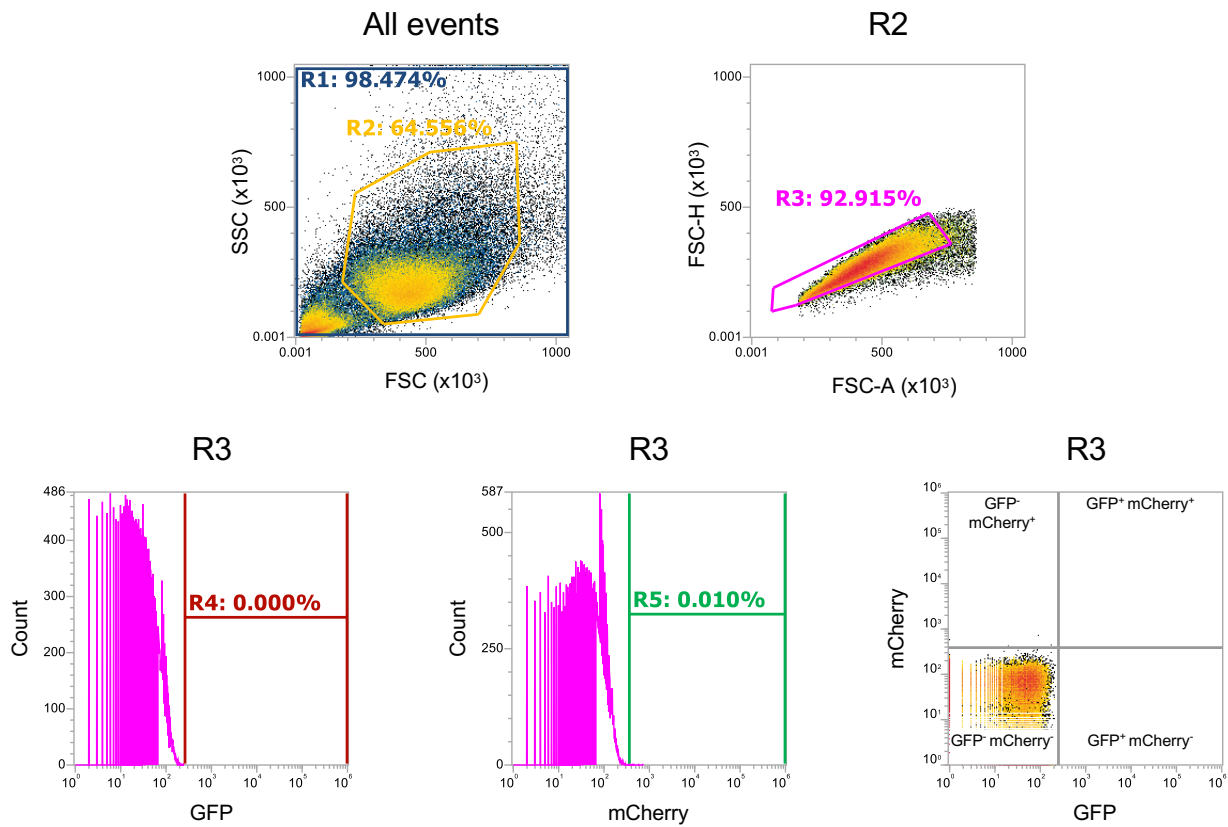 All events
R2
R1: 98.474%
R2: 64.556%
1000
500
0.001
SSC (x10³)
0.001
500
1000
FSC (x10³)
R3: 92.915%
1000
500
0.001
FSC-H (x10³)
0.001
500
1000
FSC-A (x10³)
R3
486
400
300
200
100
0
Count
R4: 0.000%
10⁰ 10¹ 10² 10³ 10⁴ 10⁵ 10⁶
GFP
R3
587
500
250
0
Count
R5: 0.010%
10⁰ 10¹ 10² 10³ 10⁴ 10⁵ 10⁶
mCherry
R3
10⁶
10⁵
10⁴
10³
10²
10¹
10⁰
mCherry
GFP⁻
mCherry⁺
GFP⁺ mCherry⁺
GFP⁻ mCherry⁻
GFP⁺ mCherry⁻
10⁰ 10¹ 10² 10³ 10⁴ 10⁵ 10⁶
GFP